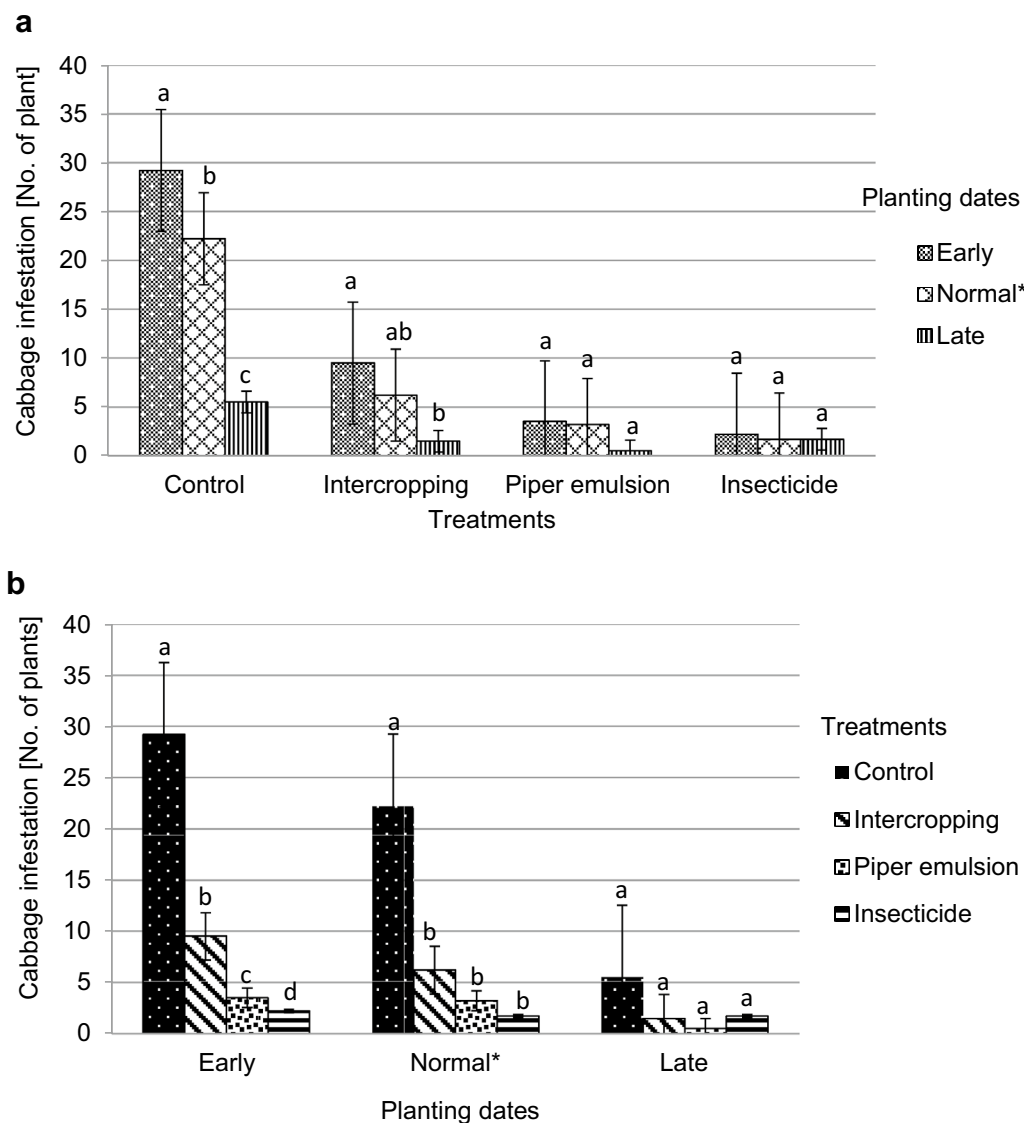 a
Cabbage infestation [No. of plant]
40
35
30
25
20
15
10
5
0
a
b
c
a
ab
b
a
a
a
a
a
a
Control
Intercropping
Piper emulsion
Insecticide
Treatments
Planting dates
Early
Normal*
Late
b
Cabbage infestation [No. of plants]
40
35
30
25
20
15
10
5
0
a
b
c
d
a
b
b
b
a
a
a
a
Early
Normal*
Late
Planting dates
Treatments
Control
Intercropping
Piper emulsion
Insecticide